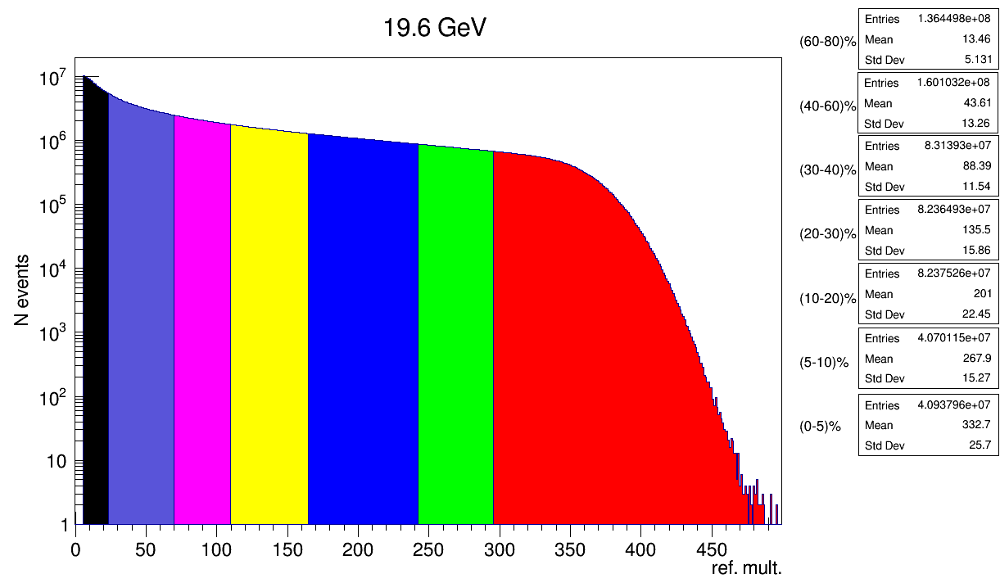 19.6 GeV
N events
10^7
10^6
10^5
10^4
10^3
10^2
10
1
0 50 100 150 200 250 300 350 400 450
ref. mult.
(60-80)%
Entries 1.364498e+08
Mean 13.46
Std Dev 5.131
(40-60)%
Entries 1.601032e+08
Mean 43.61
Std Dev 13.26
(30-40)%
Entries 8.31393e+07
Mean 88.39
Std Dev 11.54
(20-30)%
Entries 8.236493e+07
Mean 135.5
Std Dev 15.86
(10-20)%
Entries 8.237526e+07
Mean 201
Std Dev 22.45
(5-10)%
Entries 4.070115e+07
Mean 267.9
Std Dev 15.27
(0-5)%
Entries 4.093796e+07
Mean 332.7
Std Dev 25.7